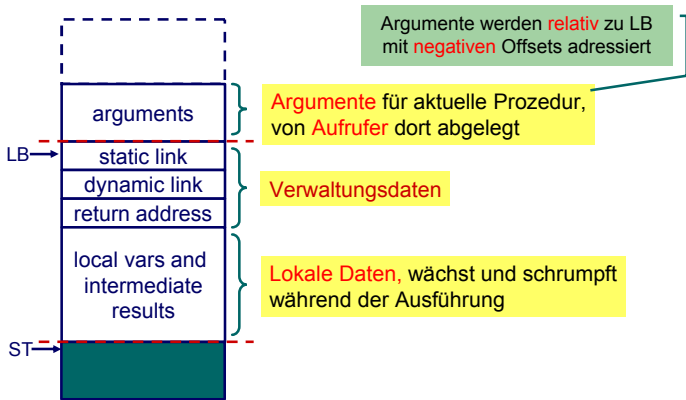 Argumente werden relativ zu LB
mit negativen Offsets adressiert
arguments
Argumente für aktuelle Prozedur,
von Aufrufer dort abgelegt
LB
static link
dynamic link
return address
Verwaltungsdaten
local vars and
intermediate
results
Lokale Daten, wächst und schrumpft
während der Ausführung
ST